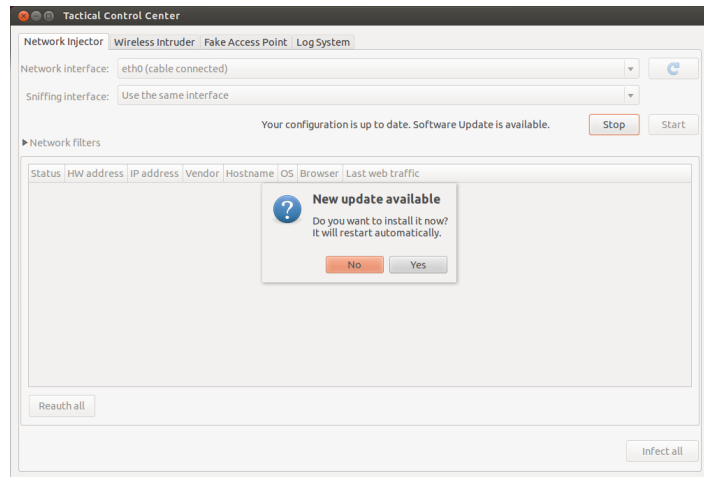 Tactical Control Center
Network Injector Wireless Intruder Fake Access Point Log System
Network interface: eth0 (cable connected)
Sniffing interface: Use the same interface
Your configuration is up to date. Software Update is available. Stop Start
Network filters
Status HW address IP address Vendor Hostname OS Browser Last web traffic
New update available
Do you want to install it now?
It will restart automatically.
No Yes
Reauth all
Infect all